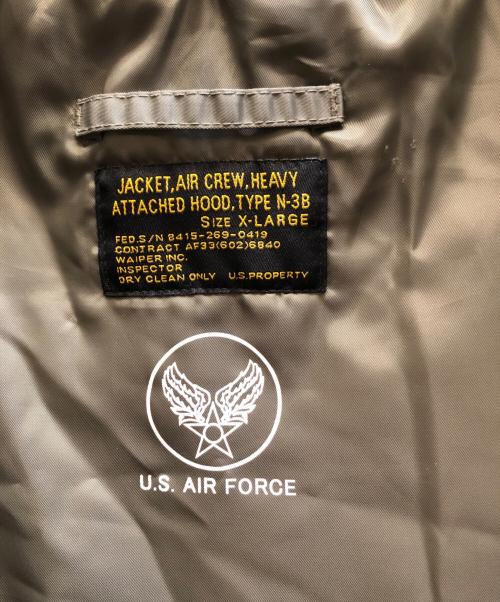 JACKET,AIR CREW,HEAVY
ATTACHED HOOD,TYPE N-3B
SIZE X-LARGE
FED.S/N 8415-269-0419
CONTRACT AF33(602)6840
WAIPER INC.
INSPECTOR
DRY CLEAN ONLY U.S.PROPERTY
U.S. AIR FORCE